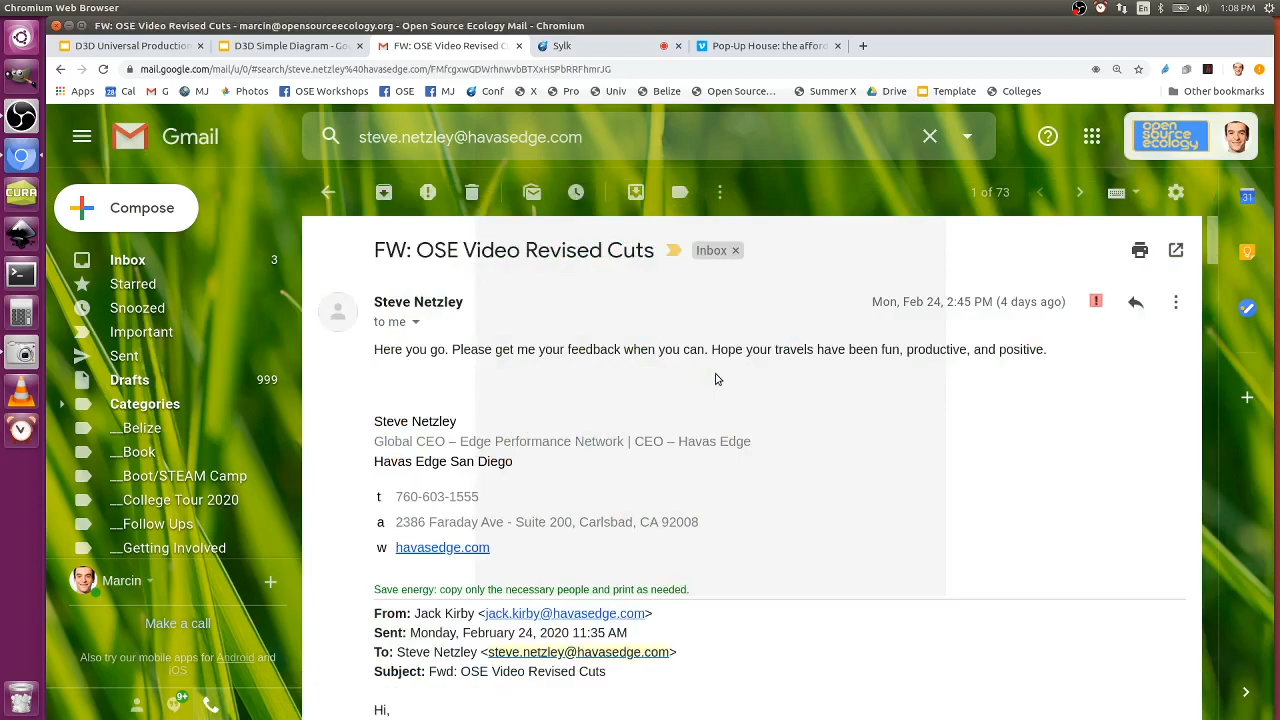 Chromium Web Browser
En
1:08 PM
FW: OSE Video Revised Cuts - marcin@opensourceecology.org - Open Source Ecology Mail - Chromium
D3D Universal Production
D3D Simple Diagram - Go
FW: OSE Video Revised C
Sylk
Pop-Up House: the afford
mail.google.com/mail/u/0/#search/steve.netzley%40havasedge.com/FMfcgxwGDWrhnwvbBTXxHSPbRRFhmrJG
Apps
Cal
MJ
G
Photos
OSE Workshops
OSE
MJ
Conf
X
Pro
Univ
Belize
Open Sourc...
Summer X
Drive
Template
Colleges
Other bookmarks
Gmail
steve.netzley@havasedge.com
open source ecology
CURA
Compose
1 of 73
31
Inbox 3
Starred
Snoozed
Important
Sent
Drafts 999
Categories
__Belize
__Book
__Boot/STEAM Camp
__College Tour 2020
__Follow Ups
__Getting Involved
Marcin
Make a call
Also try our mobile apps for Android and
iOS
9+
FW: OSE Video Revised Cuts
Inbox x
Steve Netzley
Mon, Feb 24, 2:45 PM (4 days ago)
to me
Here you go. Please get me your feedback when you can. Hope your travels have been fun, productive, and positive.
Steve Netzley
Global CEO – Edge Performance Network | CEO – Havas Edge
Havas Edge San Diego
t 760-603-1555
a 2386 Faraday Ave - Suite 200, Carlsbad, CA 92008
w havasedge.com
Save energy: copy only the necessary people and print as needed.
From: Jack Kirby <jack.kirby@havasedge.com>
Sent: Monday, February 24, 2020 11:35 AM
To: Steve Netzley <steve.netzley@havasedge.com>
Subject: Fwd: OSE Video Revised Cuts
Hi,